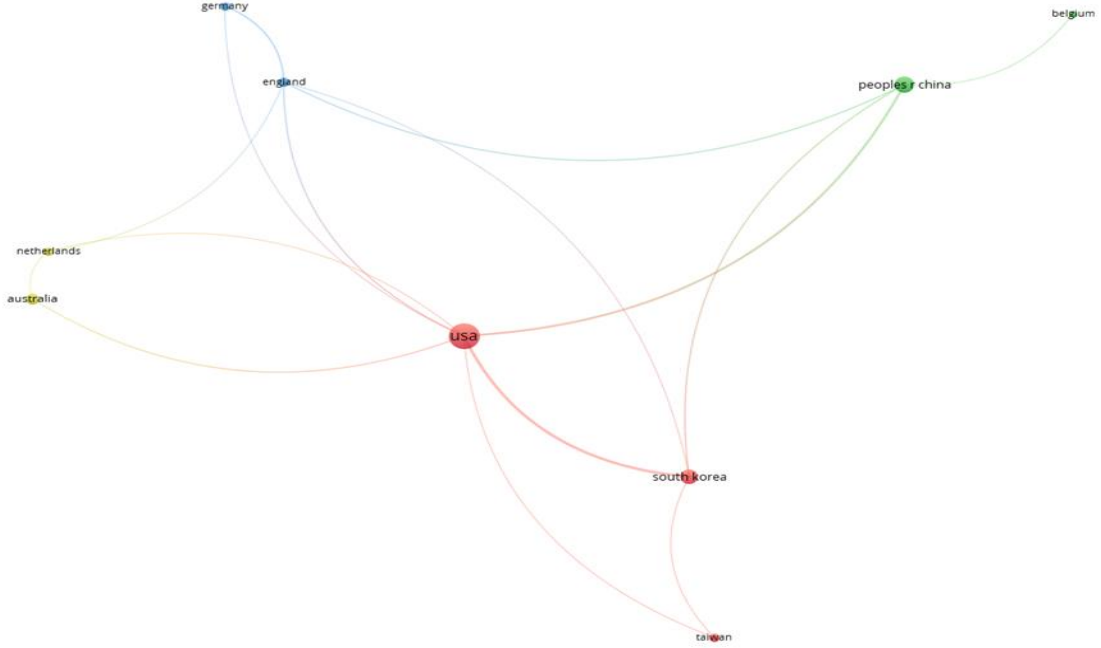 germany
belgium
england
peoples r china
netherlands
australia
usa
south korea
taiwan